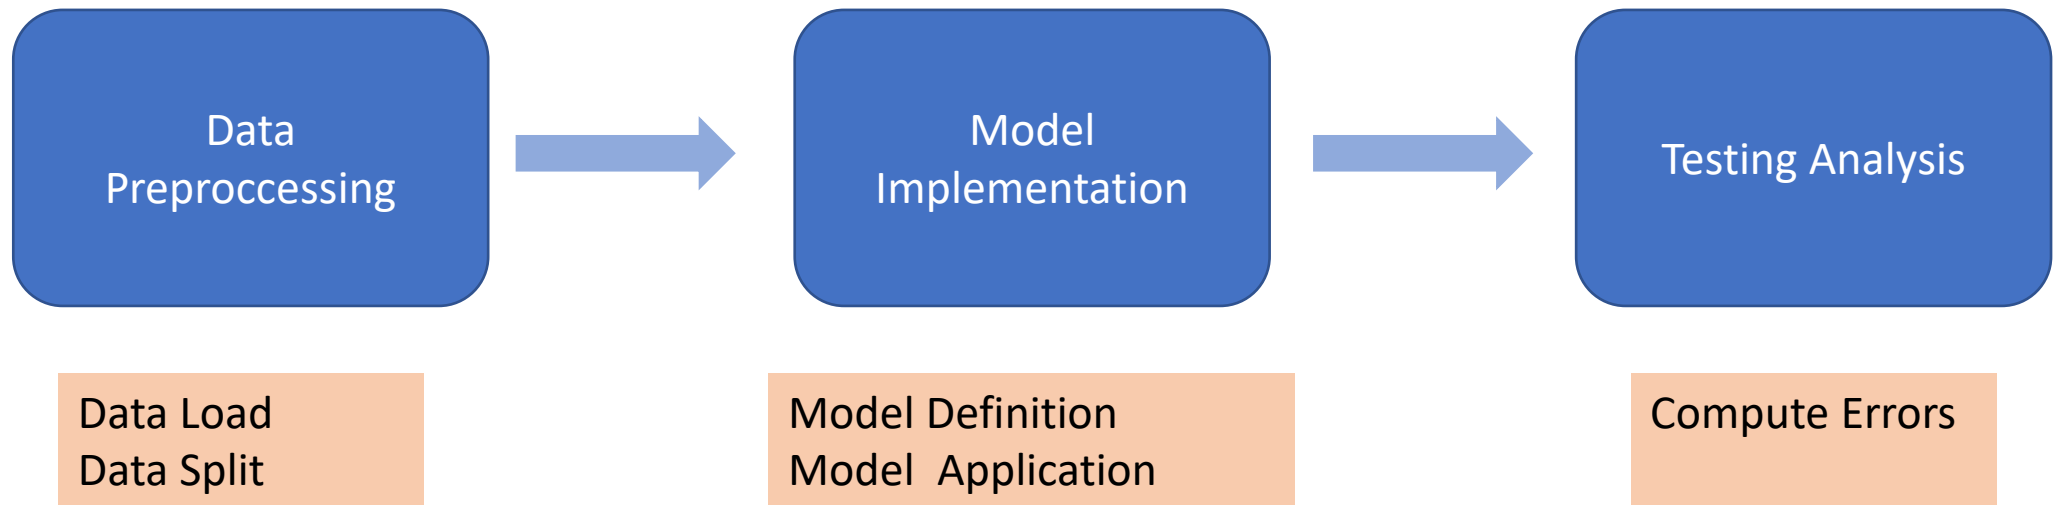 Data
Preproccessing
Model
Implementation
Testing Analysis
Data Load
Data Split
Model Definition
Model  Application
Compute Errors